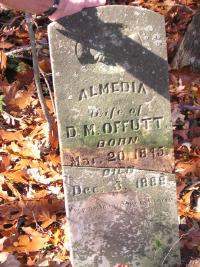 ALMEDIA
Wife of
D. M. OFFUTT
BORN
Mar. 20. 1845.
DIED
Dec. 3. 1888.